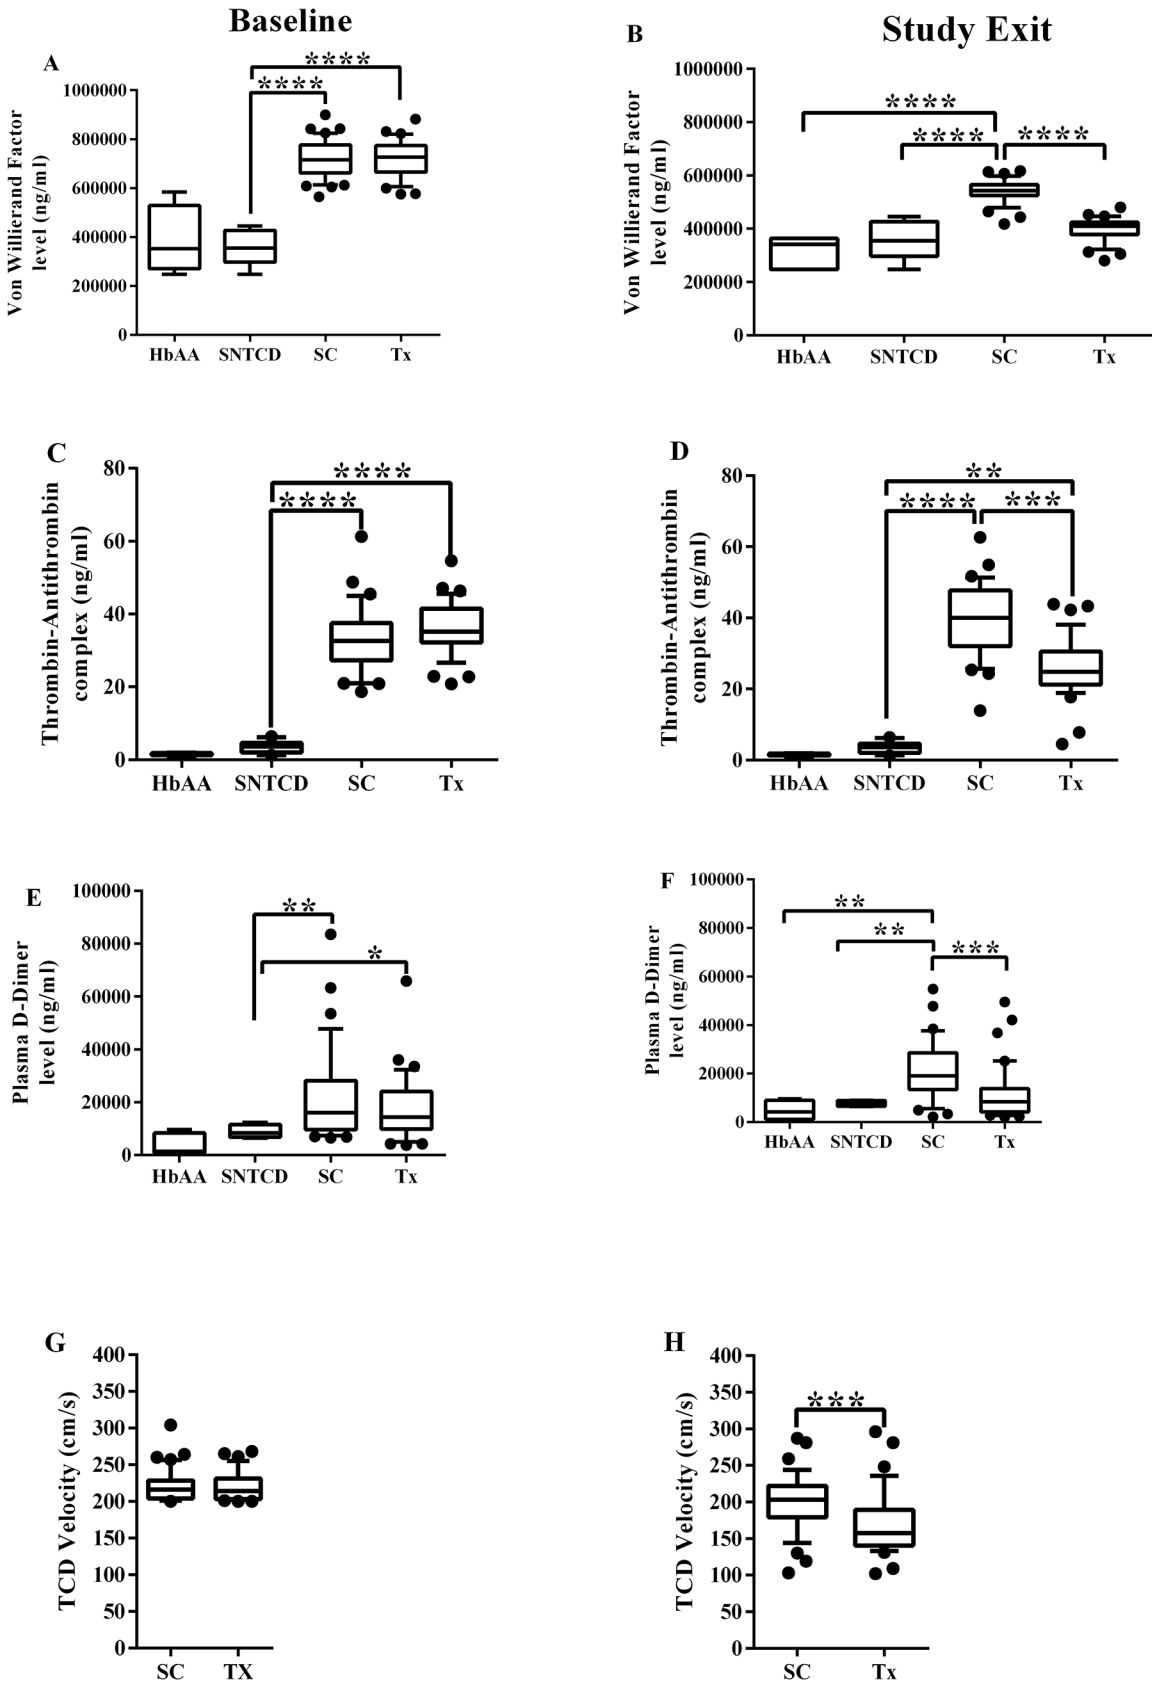 Baseline
Study Exit
A
Von Willierand Factor
level (ng/ml)
1000000
800000
600000
400000
200000
0
****
****
HbAA SNTCD SC Tx
B
Von Willierand Factor
level (ng/ml)
1000000
800000
600000
400000
200000
0
****
**** ****
HbAA SNTCD SC Tx
C
Thrombin-Antithrombin
complex (ng/ml)
80
60
40
20
0
****
****
HbAA SNTCD SC Tx
D
Thrombin-Antithrombin
complex (ng/ml)
80
60
40
20
0
**
**** ***
HbAA SNTCD SC Tx
E
Plasma D-Dimer
level (ng/ml)
100000
80000
60000
40000
20000
0
**
*
HbAA SNTCD SC Tx
F
Plasma D-Dimer
level (ng/ml)
100000
80000
60000
40000
20000
0
**
**
***
HbAA SNTCD SC Tx
G
TCD Velocity (cm/s)
400
350
300
250
200
150
100
50
0
SC TX
H
TCD Velocity (cm/s)
400
350
300
250
200
150
100
50
0
***
SC Tx